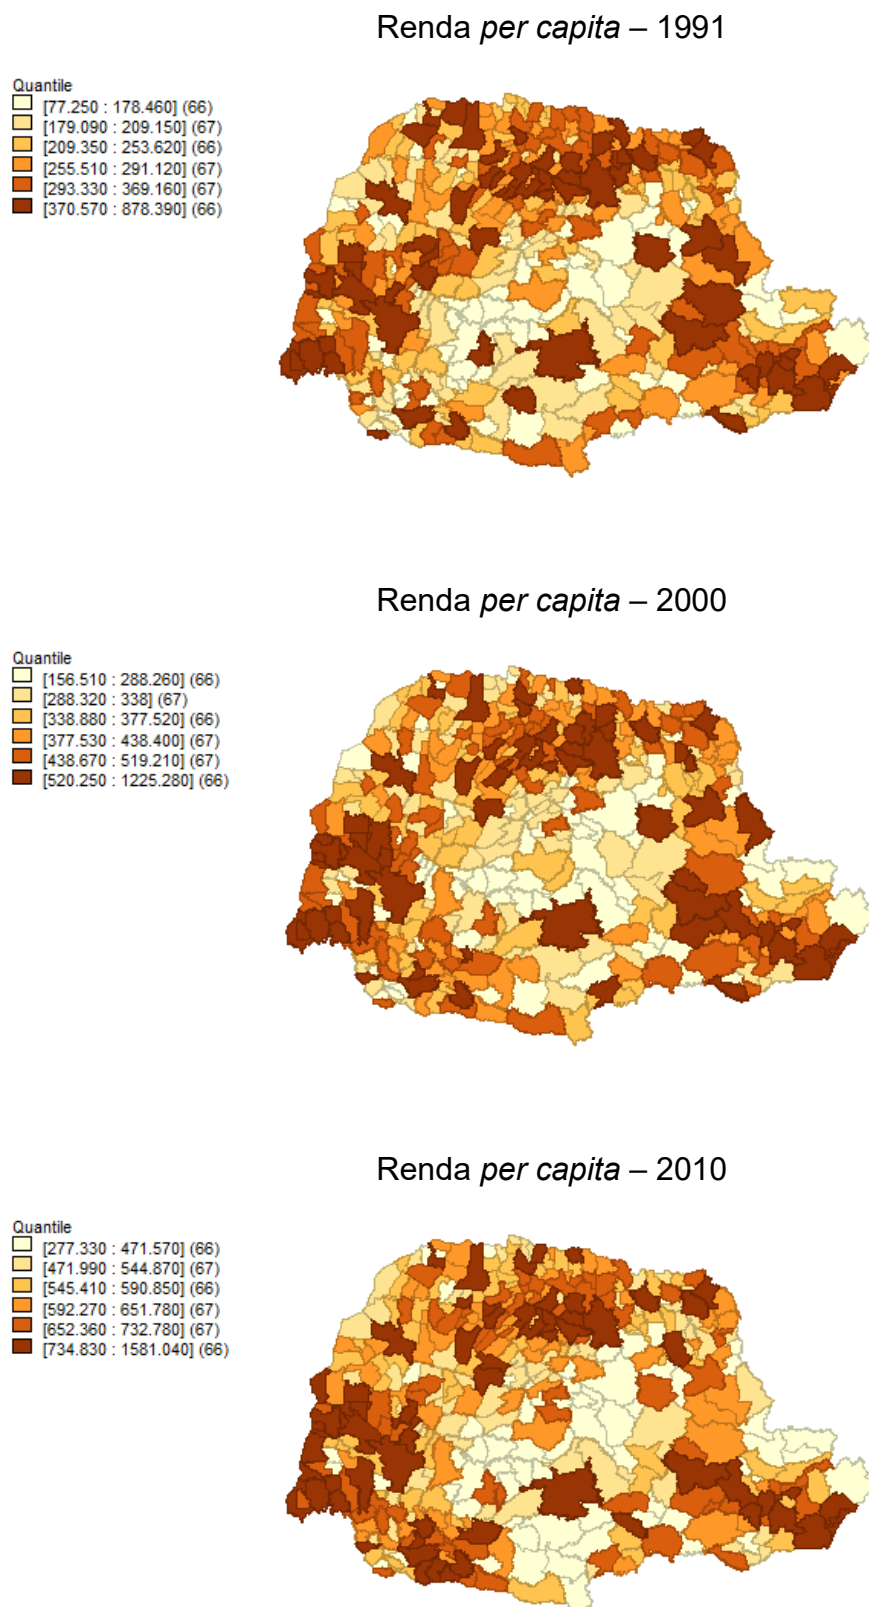 Renda per capita – 1991
Quantile
[77.250 : 178.460] (66)
[179.090 : 209.150] (67)
[209.350 : 253.620] (66)
[255.510 : 291.120] (67)
[293.330 : 369.160] (67)
[370.570 : 878.390] (66)
Renda per capita – 2000
Quantile
[156.510 : 288.260] (66)
[288.320 : 338] (67)
[338.880 : 377.520] (66)
[377.530 : 438.400] (67)
[438.670 : 519.210] (67)
[520.250 : 1225.280] (66)
Renda per capita – 2010
Quantile
[277.330 : 471.570] (66)
[471.990 : 544.870] (67)
[545.410 : 590.850] (66)
[592.270 : 651.780] (67)
[652.360 : 732.780] (67)
[734.830 : 1581.040] (66)